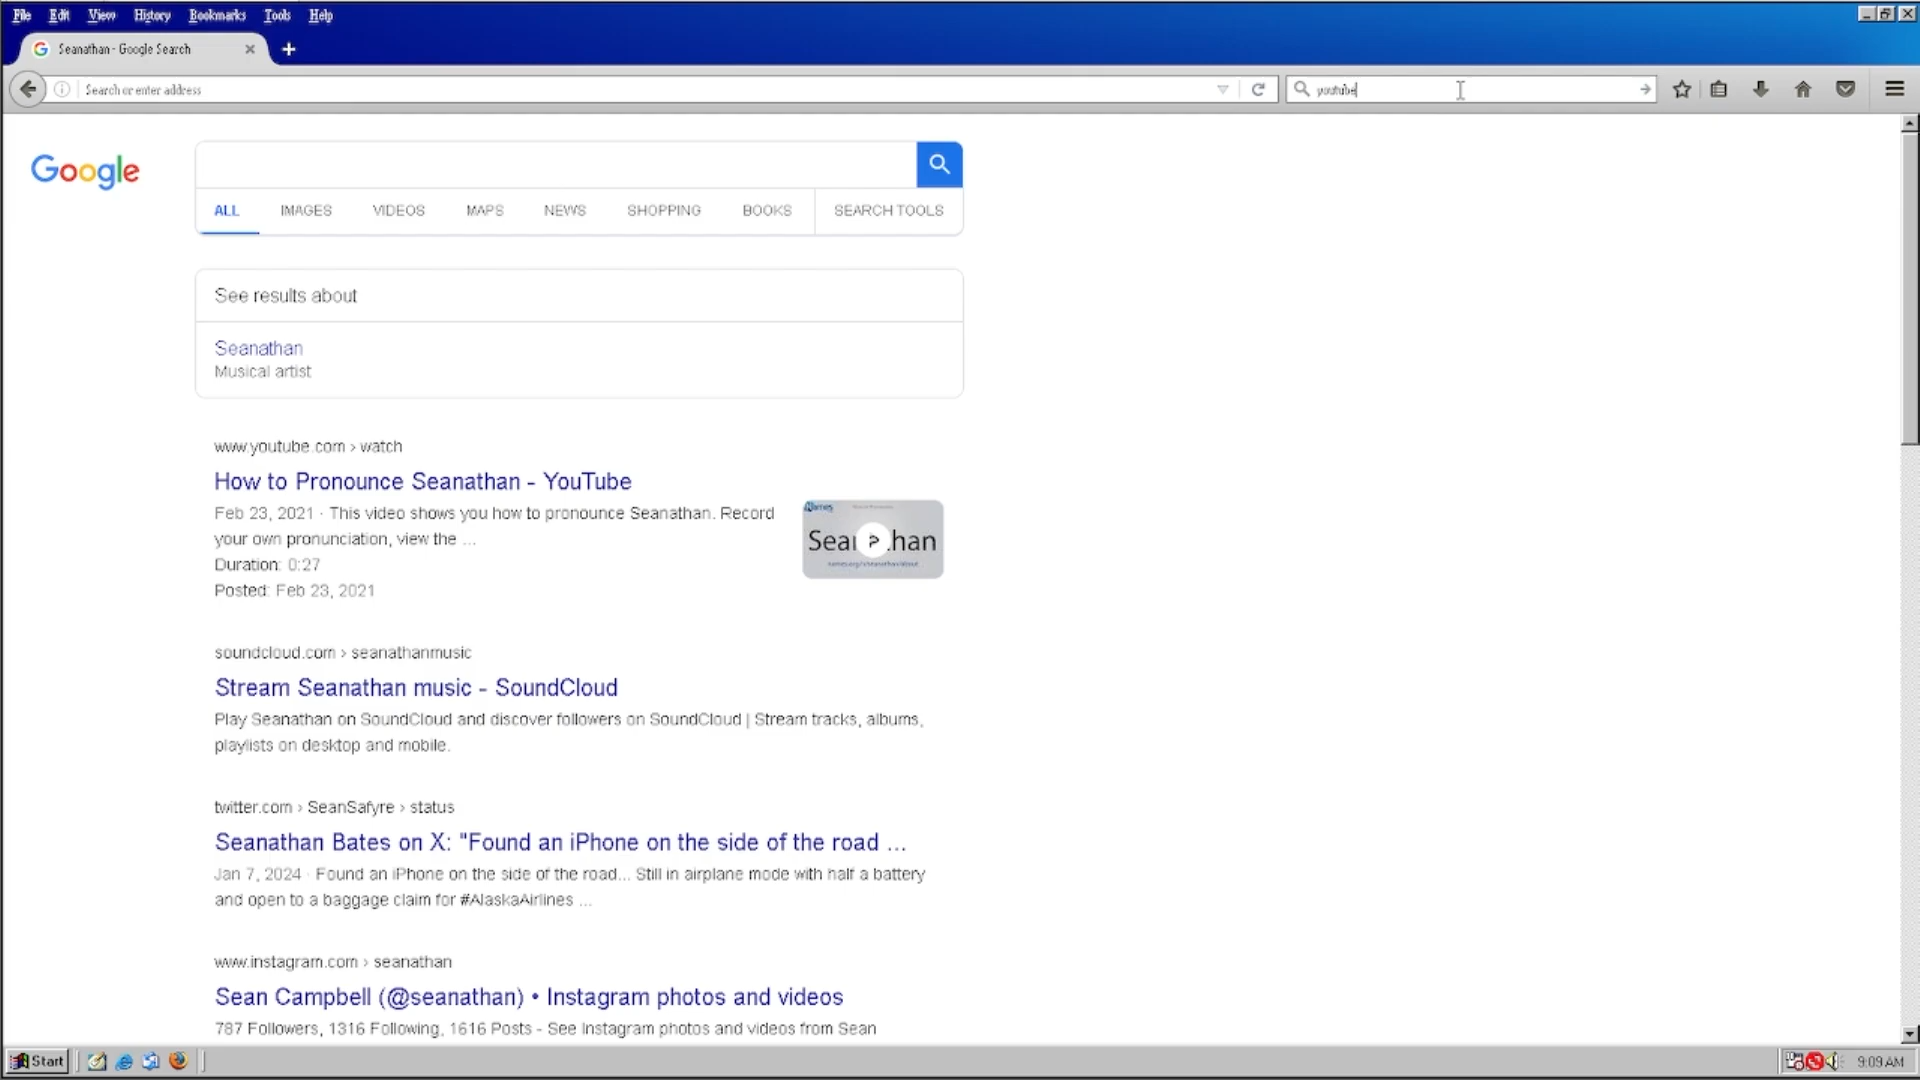 File Edit View History Bookmarks Tools Help
Seanathan - Google Search
Search or enter address
youtube
Google
ALL IMAGES VIDEOS MAPS NEWS SHOPPING BOOKS SEARCH TOOLS
See results about
Seanathan
Musical artist
www.youtube.com › watch
How to Pronounce Seanathan - YouTube
Feb 23, 2021 · This video shows you how to pronounce Seanathan. Record
your own pronunciation, view the ...
Duration: 0:27
Posted: Feb 23, 2021
Names
Sea han
soundcloud.com › seanathanmusic
Stream Seanathan music - SoundCloud
Play Seanathan on SoundCloud and discover followers on SoundCloud | Stream tracks, albums,
playlists on desktop and mobile.
twitter.com › SeanSafyre › status
Seanathan Bates on X: "Found an iPhone on the side of the road ...
Jan 7, 2024 · Found an iPhone on the side of the road... Still in airplane mode with half a battery
and open to a baggage claim for #AlaskaAirlines ...
www.instagram.com › seanathan
Sean Campbell (@seanathan) • Instagram photos and videos
787 Followers, 1316 Following, 1616 Posts - See Instagram photos and videos from Sean
Start
9:09 AM